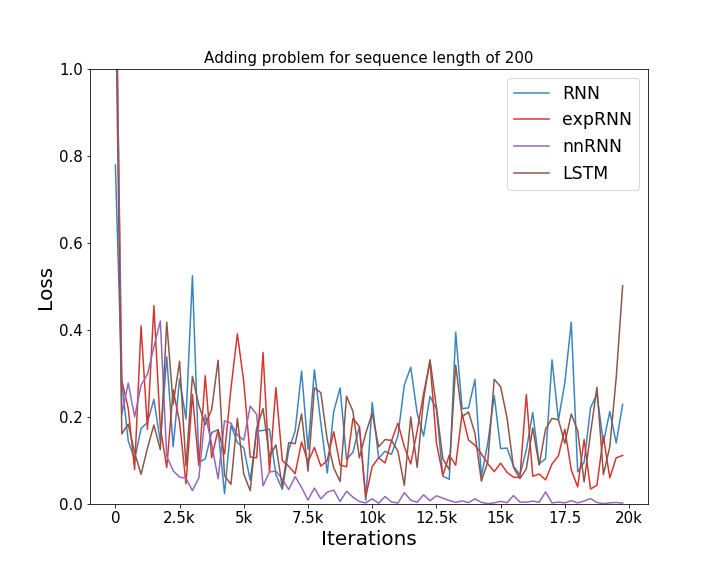 Adding problem for sequence length of 200
1.0
0.8
0.6
0.4
0.2
0.0
Loss
RNN
expRNN
nnRNN
LSTM
0 2.5k 5k 7.5k 10k 12.5k 15k 17.5 20k
Iterations